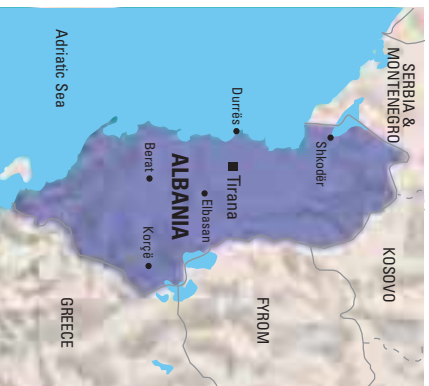 SERBIA &
MONTENEGRO
KOSOVO
Shkodër
Adriatic Sea
Durrës
Tirana
FYROM
Elbasan
ALBANIA
Berat
Korçë
GREECE